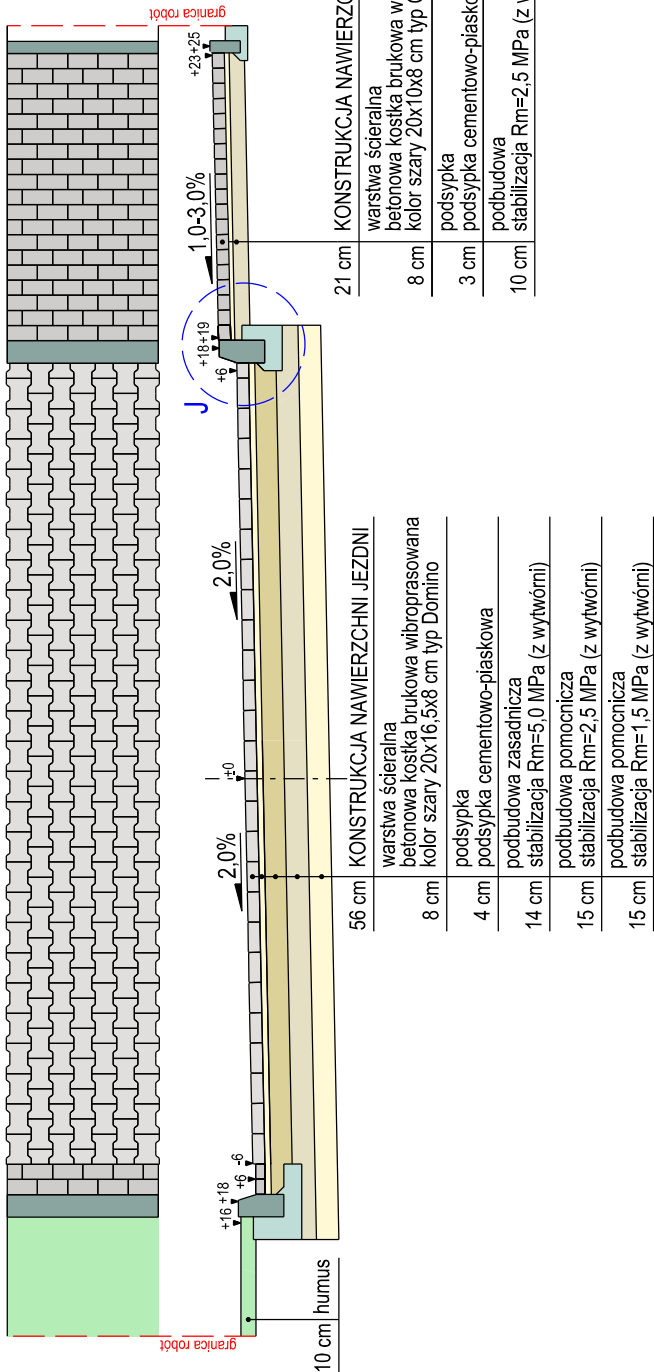 granica robót
+23+25
1,0-3,0%
+18+19
+6
J
2,0%
±0
2,0%
-6
+6
+18
+16
granica robót
10 cm humus
56 cm KONSTRUKCJA NAWIERZCHNI JEZDNI
warstwa ścieralna
betonowa kostka brukowa wibroprasowana
8 cm kolor szary 20x16,5x8 cm typ Domino
podsypka
4 cm podsypka cementowo-piaskowa
podbudowa zasadnicza
14 cm stabilizacja Rm=5,0 MPa (z wytwórni)
podbudowa pomocnicza
15 cm stabilizacja Rm=2,5 MPa (z wytwórni)
podbudowa pomocnicza
15 cm stabilizacja Rm=1,5 MPa (z wytwórni)
21 cm KONSTRUKCJA
warstwa ścieralna
betonowa kostka brukowa
8 cm kolor szary 20x10x8 cm typ
podsypka
3 cm podsypka
podbudowa
10 cm stabilizacja Rm=2,5 MPa (z